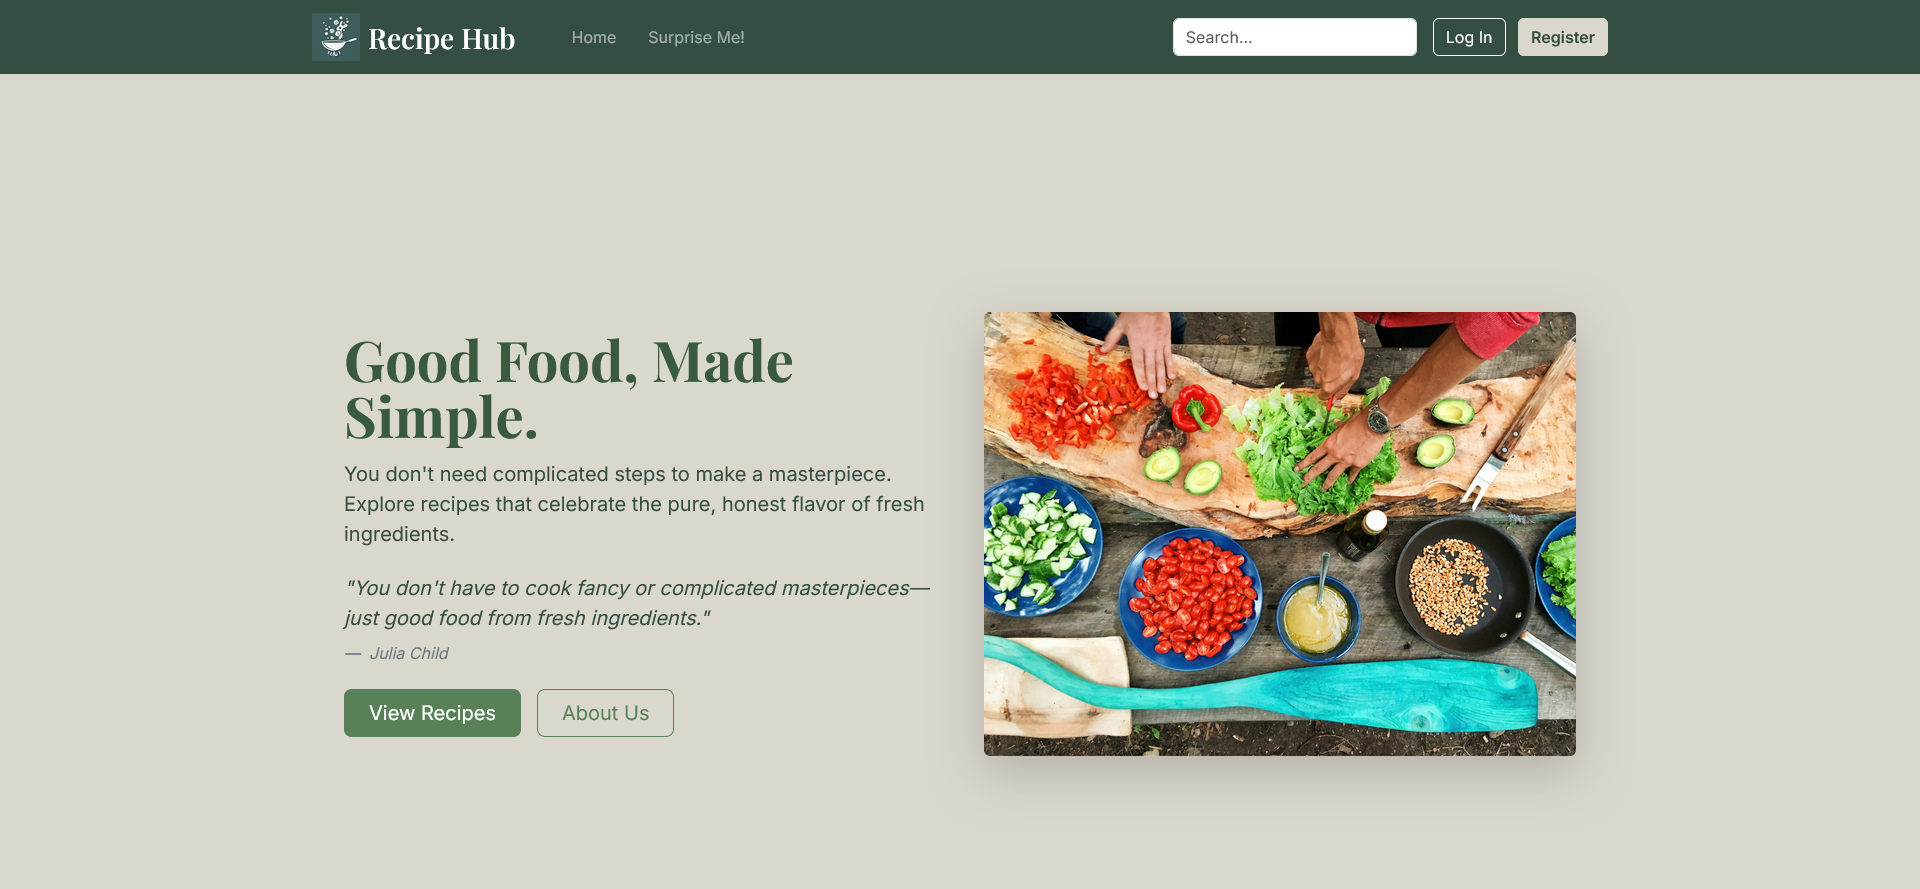 Recipe Hub
Home
Surprise Me!
Search...
Log In
Register
Good Food, Made
Simple.
You don't need complicated steps to make a masterpiece.
Explore recipes that celebrate the pure, honest flavor of fresh
ingredients.
"You don't have to cook fancy or complicated masterpieces—
just good food from fresh ingredients."
— Julia Child
View Recipes
About Us